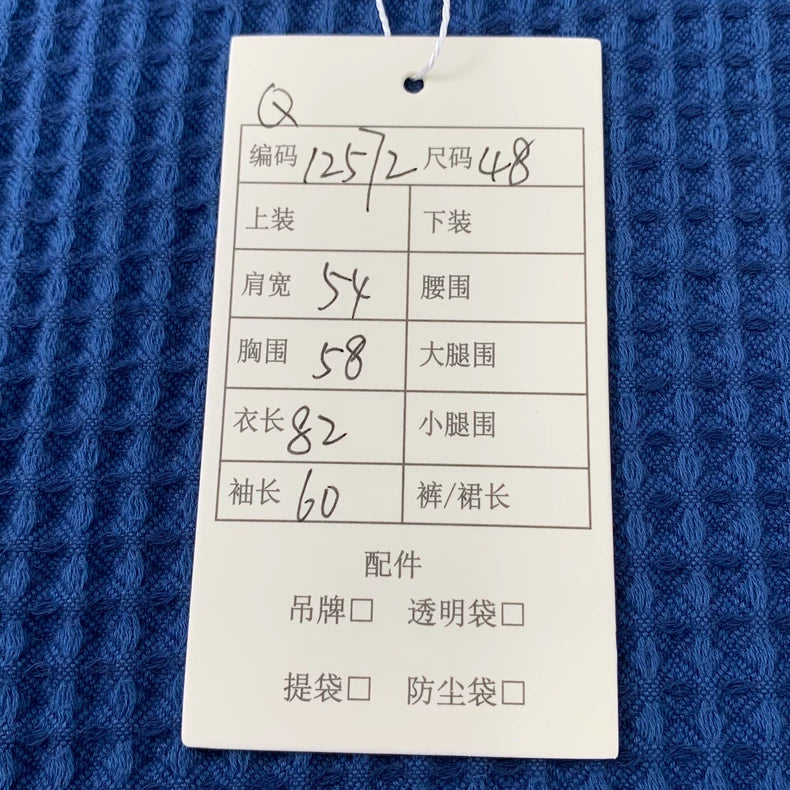 Q
编码 12572 尺码 48
上装 下装
肩宽 54 腰围
胸围 58 大腿围
衣长 82 小腿围
袖长 60 裤/裙长
配件
吊牌□ 透明袋□
提袋□ 防尘袋□